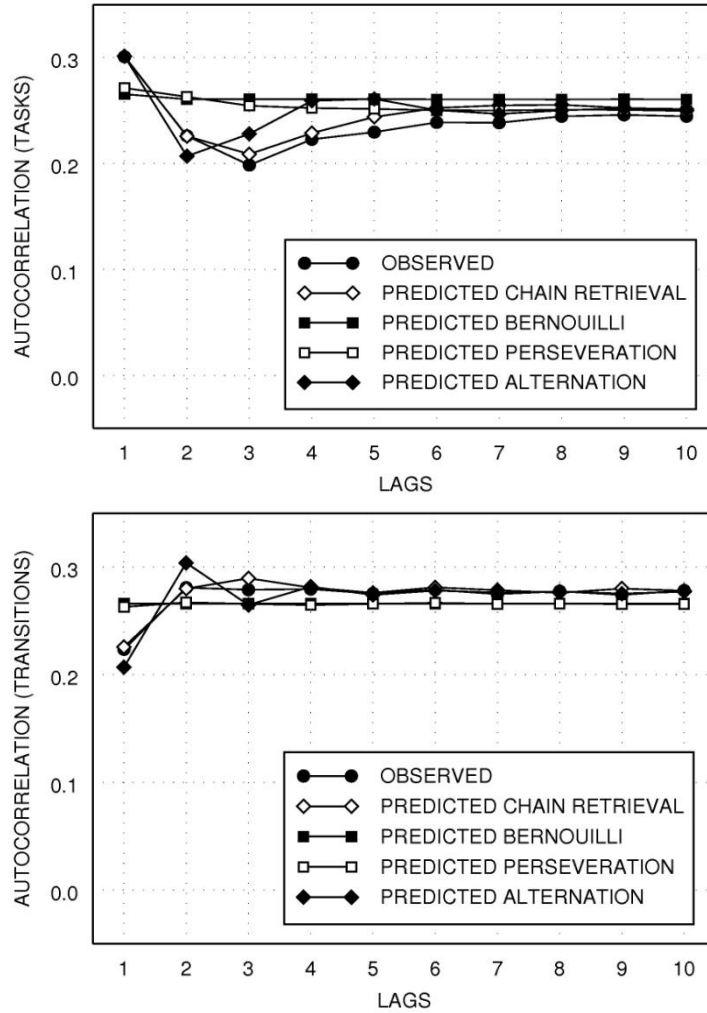 AUTOCORRELATION (TASKS)
0.3
0.2
0.1
0.0
OBSERVED
PREDICTED CHAIN RETRIEVAL
PREDICTED BERNOUILLI
PREDICTED PERSEVERATION
PREDICTED ALTERNATION
1 2 3 4 5 6 7 8 9 10
LAGS
AUTOCORRELATION (TRANSITIONS)
0.3
0.2
0.1
0.0
OBSERVED
PREDICTED CHAIN RETRIEVAL
PREDICTED BERNOUILLI
PREDICTED PERSEVERATION
PREDICTED ALTERNATION
1 2 3 4 5 6 7 8 9 10
LAGS